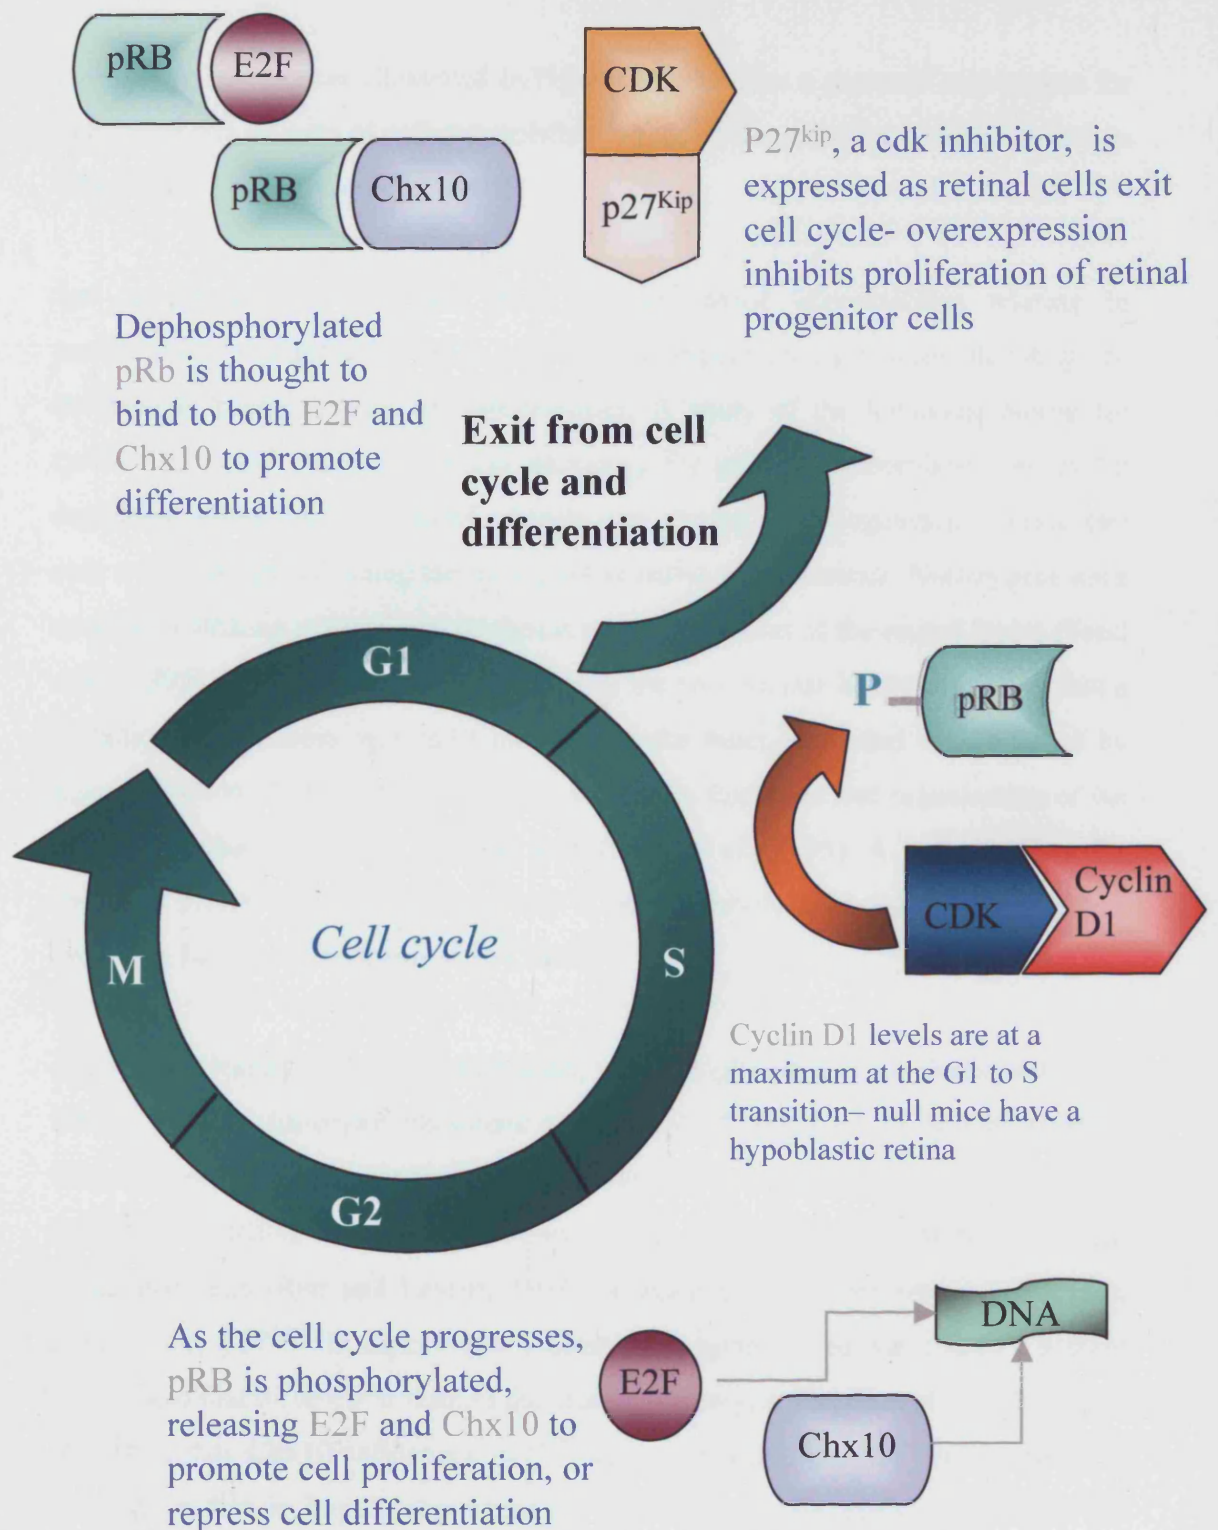 pRB
E2F
pRB
Chx10
CDK
p27Kip
P27kip, a cdk inhibitor, is
expressed as retinal cells exit
cell cycle- overexpression
inhibits proliferation of retinal
progenitor cells
Dephosphorylated
pRb is thought to
bind to both E2F and
Chx10 to promote
differentiation
Exit from cell
cycle and
differentiation
G1
P
pRB
Cyclin
D1
CDK
Cell cycle
S
M
G2
Cyclin D1 levels are at a
maximum at the G1 to S
transition– null mice have a
hypoblastic retina
As the cell cycle progresses,
pRB is phosphorylated,
releasing E2F and Chx10 to
promote cell proliferation, or
repress cell differentiation
E2F
DNA
Chx10